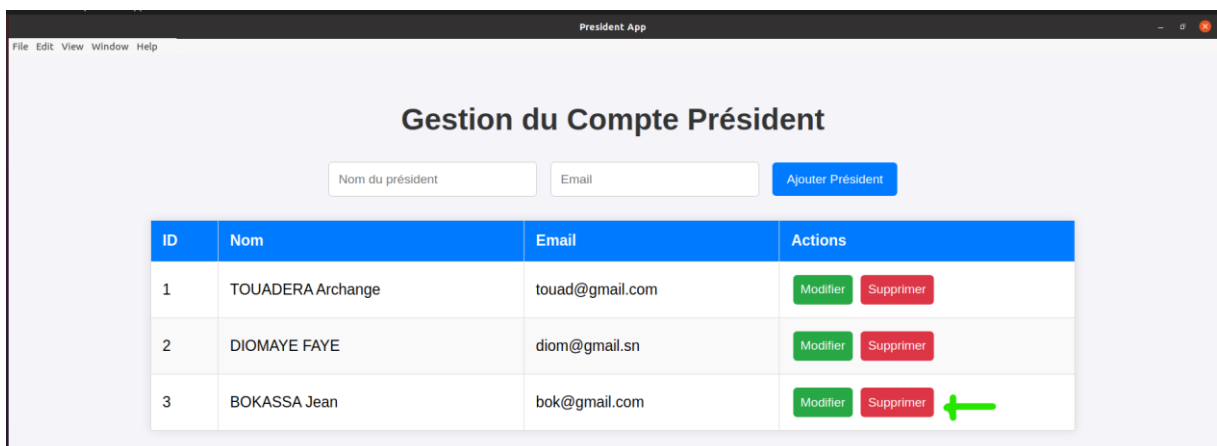 President App
File Edit View Window Help
Gestion du Compte Président
Nom du président Email Ajouter Président
ID Nom Email Actions
1 TOUADERA Archange touad@gmail.com Modifier Supprimer
2 DIOMAYE FAYE diom@gmail.sn Modifier Supprimer
3 BOKASSA Jean bok@gmail.com Modifier Supprimer